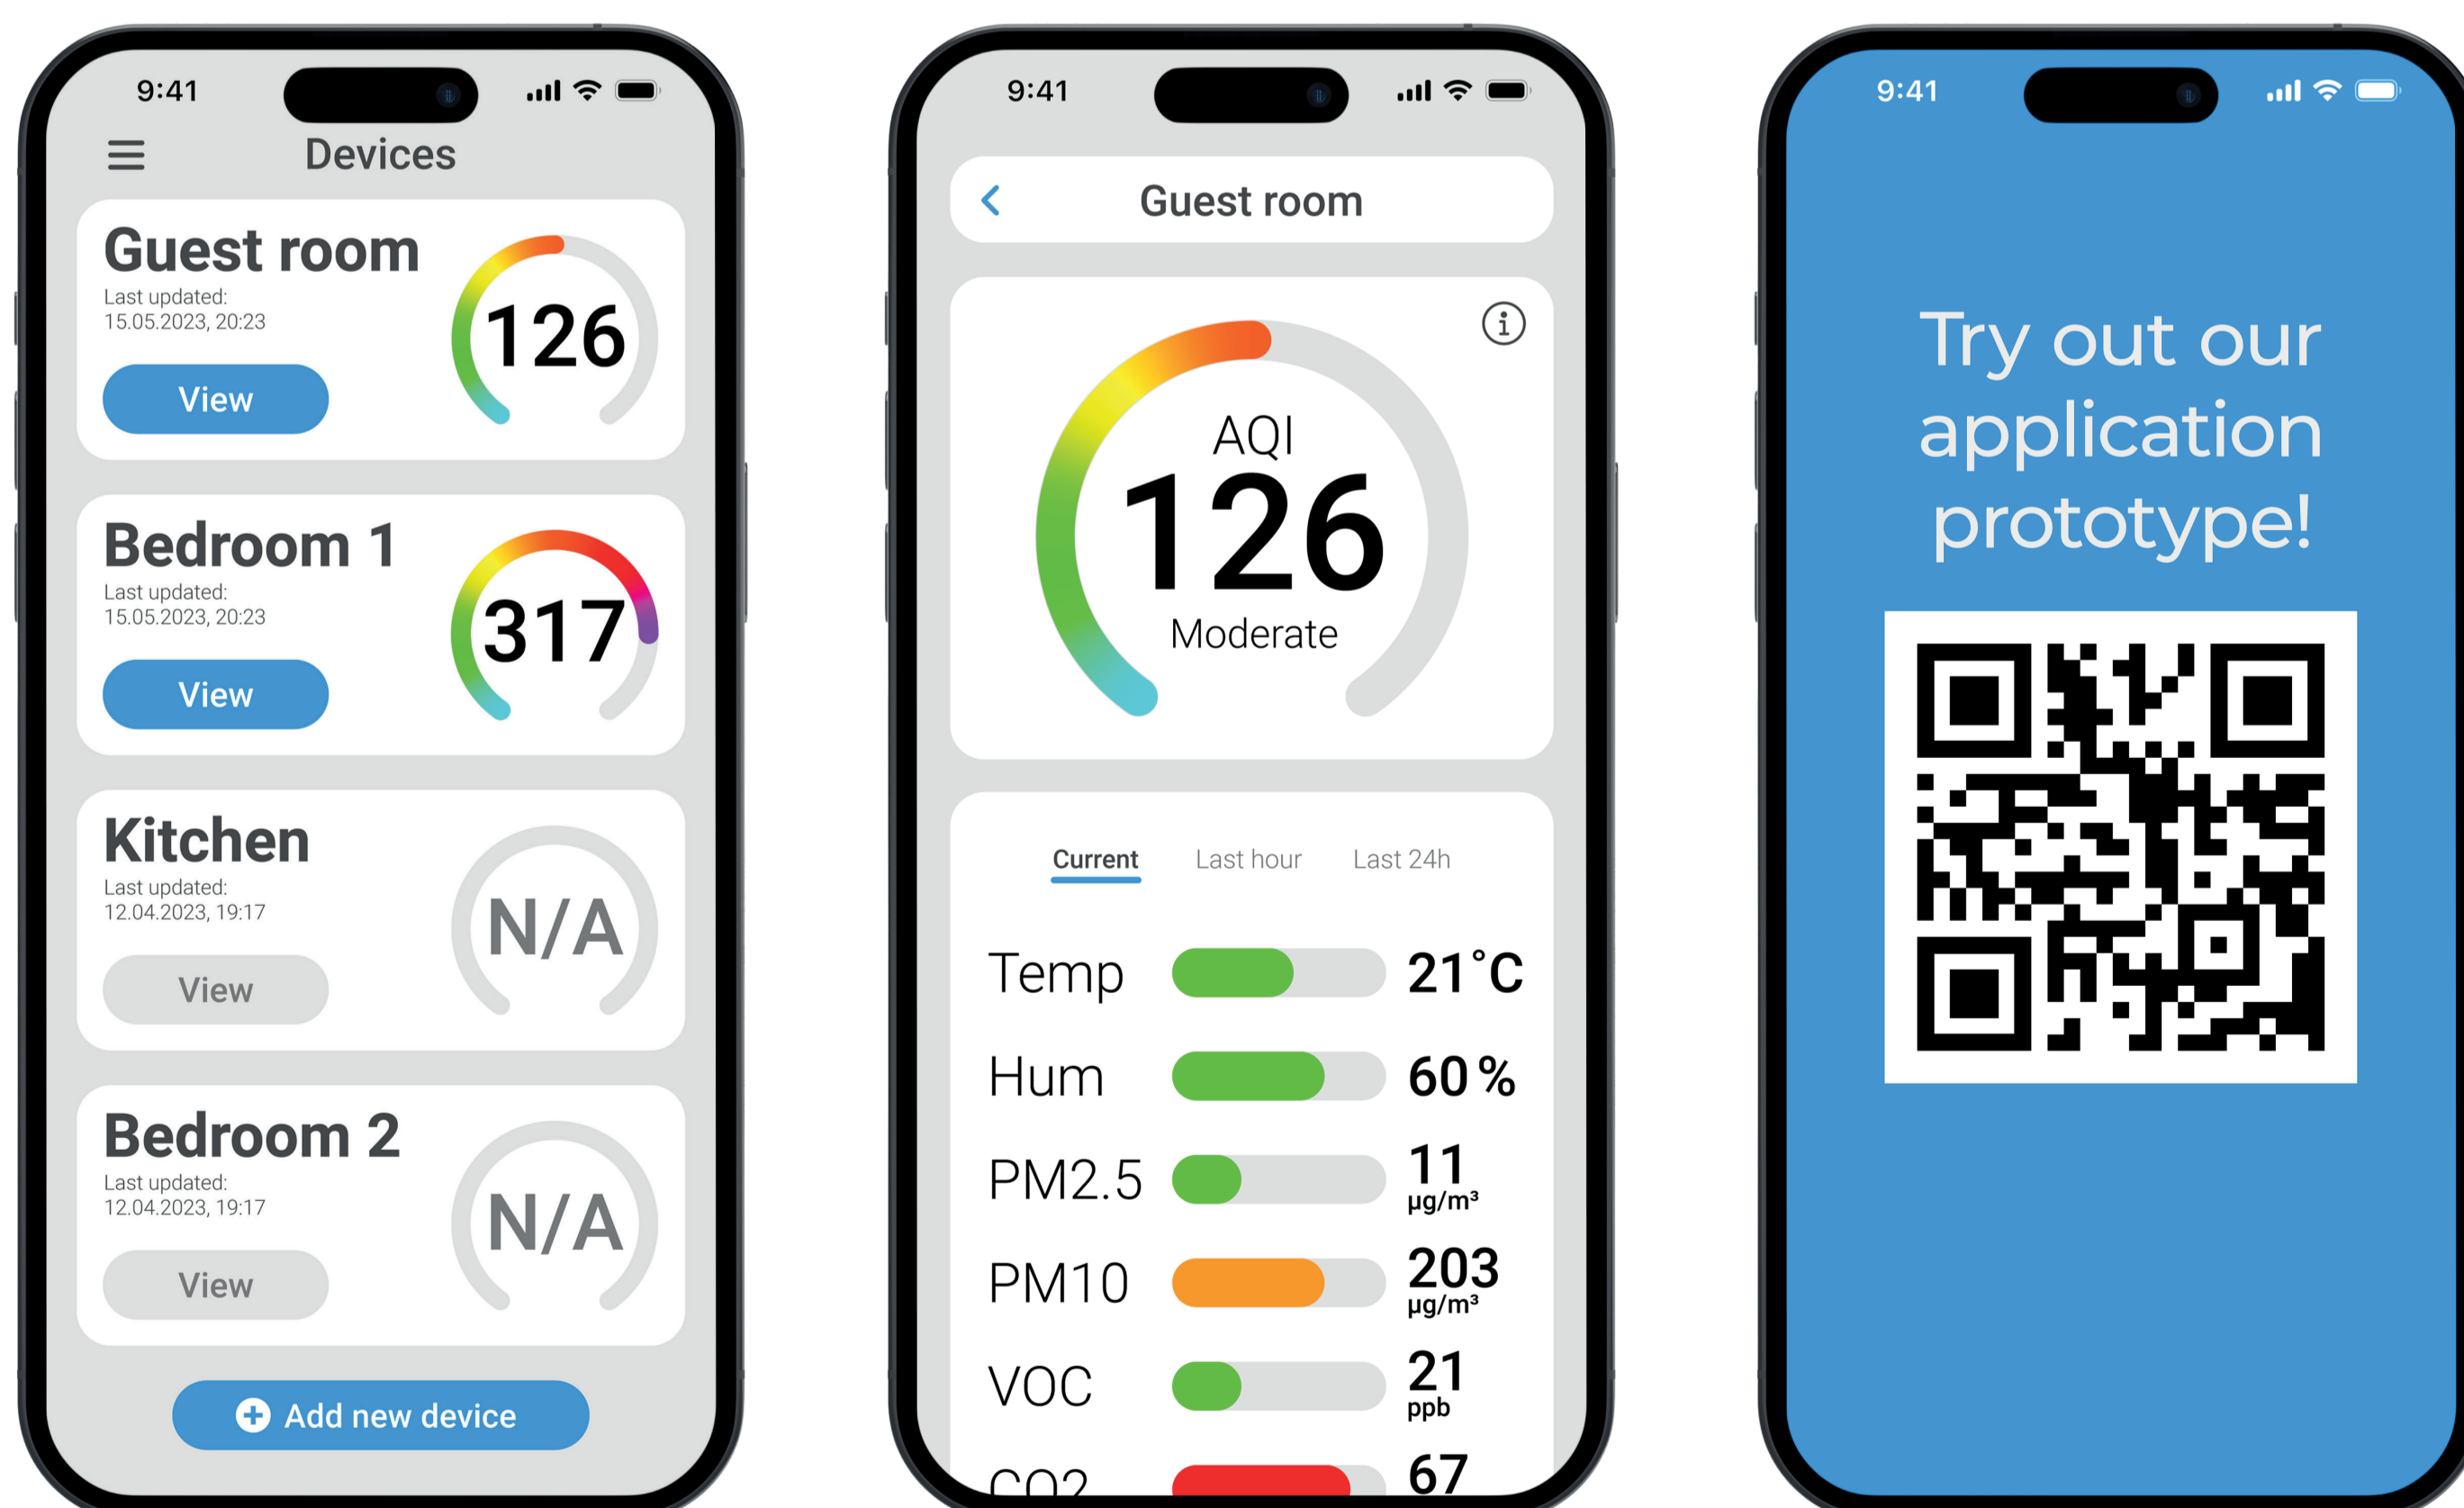 9:41
Devices
Guest room
Last updated:
15.05.2023, 20:23
126
View
Bedroom 1
Last updated:
15.05.2023, 20:23
317
View
Kitchen
Last updated:
12.04.2023, 19:17
N/A
View
Bedroom 2
Last updated:
12.04.2023, 19:17
N/A
View
Add new device
9:41
Guest room
AQI
126
Moderate
Current Last hour Last 24h
Temp 21°C
Hum 60 %
PM2.5 11
µg/m³
PM10 203
µg/m³
VOC 21
ppb
CO2 67
9:41
Try out our
application
prototype!